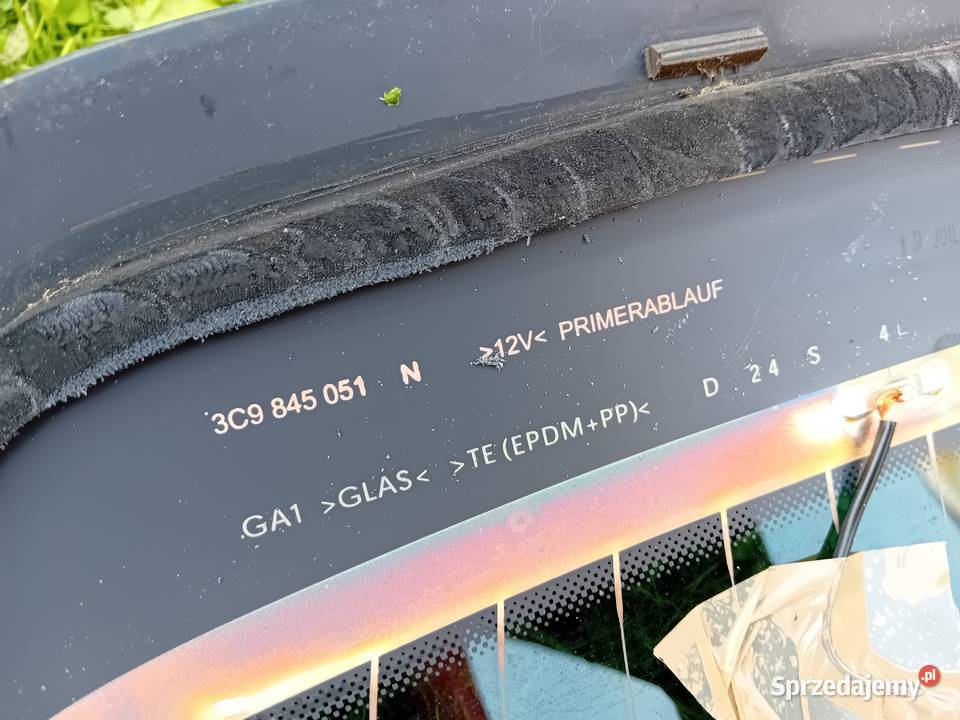 3C9 845 051 N >12V< PRIMERABLAUF
GA1 >GLAS< >TE(EPDM+PP)< D 24 S 4L
Sprzedajemy.pl